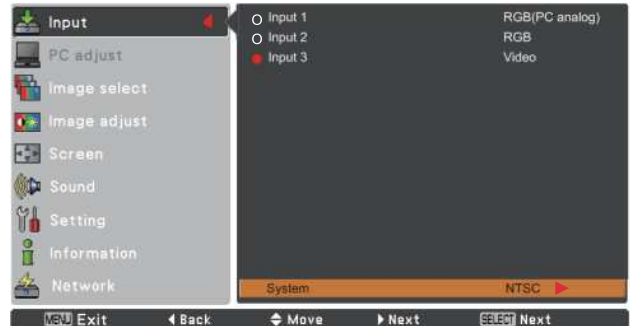 Input
PC adjust
Image select
Image adjust
Screen
Sound
Setting
Information
Network
Input 1 RGB(PC analog)
Input 2 RGB
Input 3 Video
System NTSC
MENU Exit Back Move Next SELECT Next